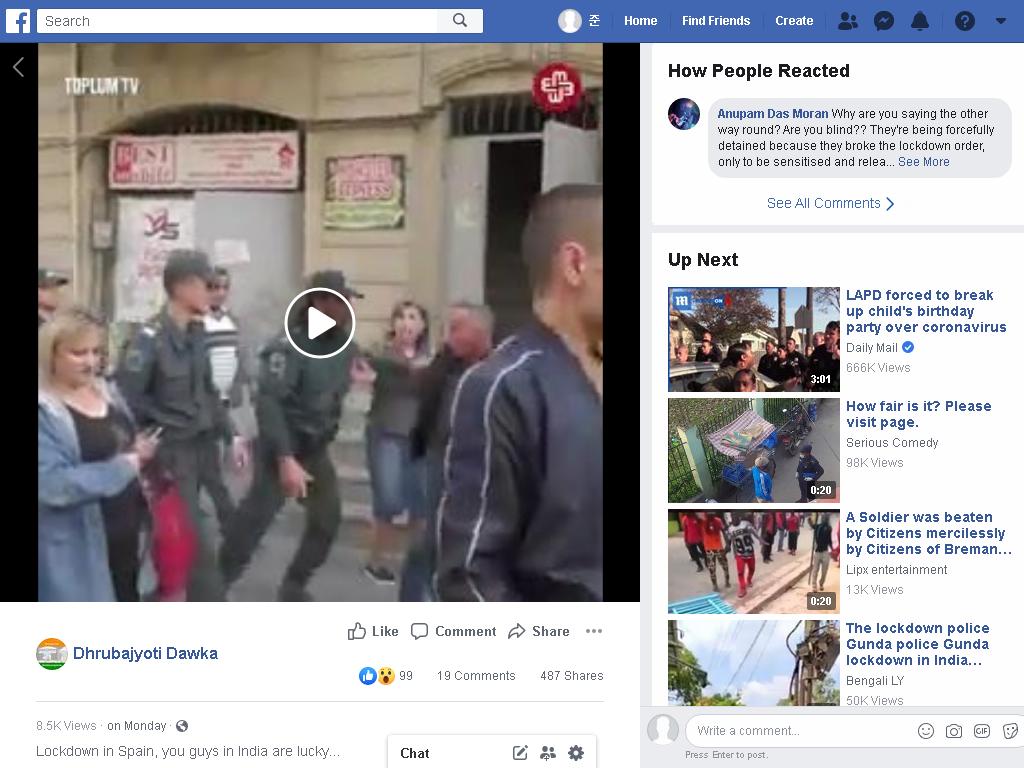 Search
준
Home
Find Friends
Create
TOPLUM TV
BEST
mobile
FITNESS
How People Reacted
Anupam Das Moran Why are you saying the other
way round? Are you blind?? They're being forcefully
detained because they broke the lockdown order,
only to be sensitised and relea... See More
See All Comments
Up Next
LAPD forced to break
up child's birthday
party over coronavirus
Daily Mail
666K Views
3:01
How fair is it? Please
visit page.
Serious Comedy
98K Views
0:20
A Soldier was beaten
by Citizens mercilessly
by Citizens of Breman...
Lipx entertainment
13K Views
99
0:20
The lockdown police
Gunda police Gunda
lockdown in India...
Bengali LY
50K Views
Like
Comment
Share
Dhrubajyoti Dawka
99
19 Comments
487 Shares
8.5K Views · on Monday ·
Lockdown in Spain, you guys in India are lucky...
Chat
Write a comment...
GIF
Press Enter to post.